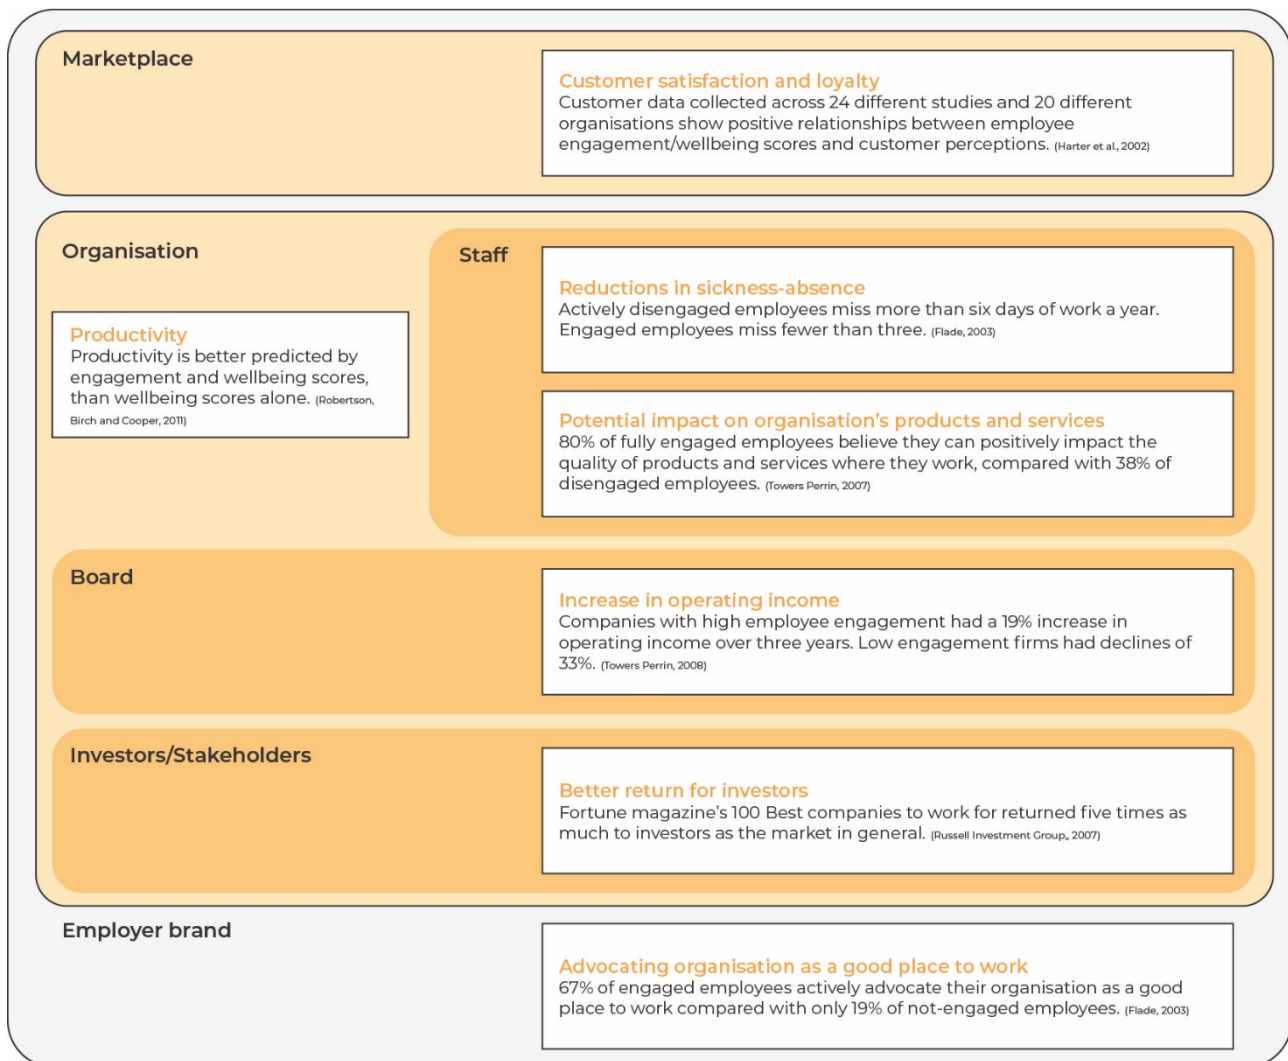 Marketplace
Customer satisfaction and loyalty
Customer data collected across 24 different studies and 20 different
organisations show positive relationships between employee
engagement/wellbeing scores and customer perceptions. (Harter et al., 2002)
Organisation
Productivity
Productivity is better predicted by
engagement and wellbeing scores,
than wellbeing scores alone. (Robertson,
Birch and Cooper, 2011)
Staff
Reductions in sickness-absence
Actively disengaged employees miss more than six days of work a year.
Engaged employees miss fewer than three. (Flade, 2003)
Potential impact on organisation's products and services
80% of fully engaged employees believe they can positively impact the
quality of products and services where they work, compared with 38% of
disengaged employees. (Towers Perrin, 2007)
Board
Increase in operating income
Companies with high employee engagement had a 19% increase in
operating income over three years. Low engagement firms had declines of
33%. (Towers Perrin, 2008)
Investors/Stakeholders
Better return for investors
Fortune magazine's 100 Best companies to work for returned five times as
much to investors as the market in general. (Russell Investment Group,, 2007)
Employer brand
Advocating organisation as a good place to work
67% of engaged employees actively advocate their organisation as a good
place to work compared with only 19% of not-engaged employees. (Flade, 2003)